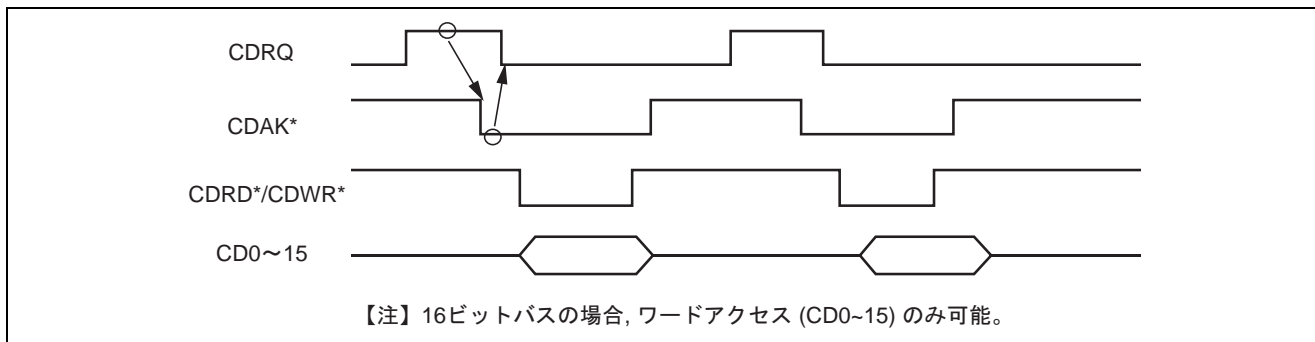 CDRQ
CDAK*
CDRD*/CDWR*
CD0～15
【注】16ビットバスの場合, ワードアクセス (CD0~15) のみ可能。